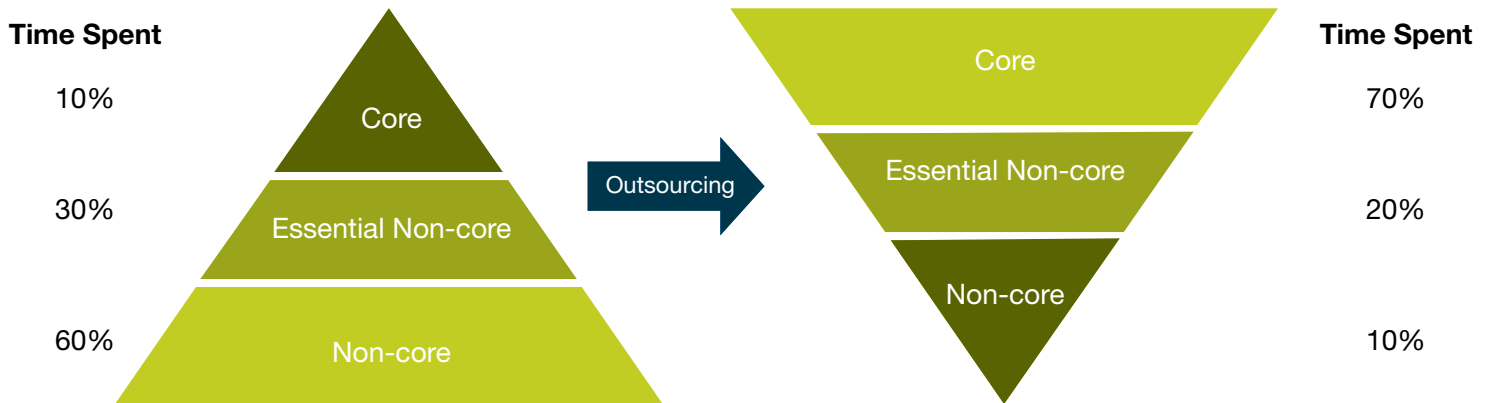 Time Spent
10%
30%
60%
Core
Essential Non-core
Non-core
Outsourcing
Core
Essential Non-core
Non-core
Time Spent
70%
20%
10%